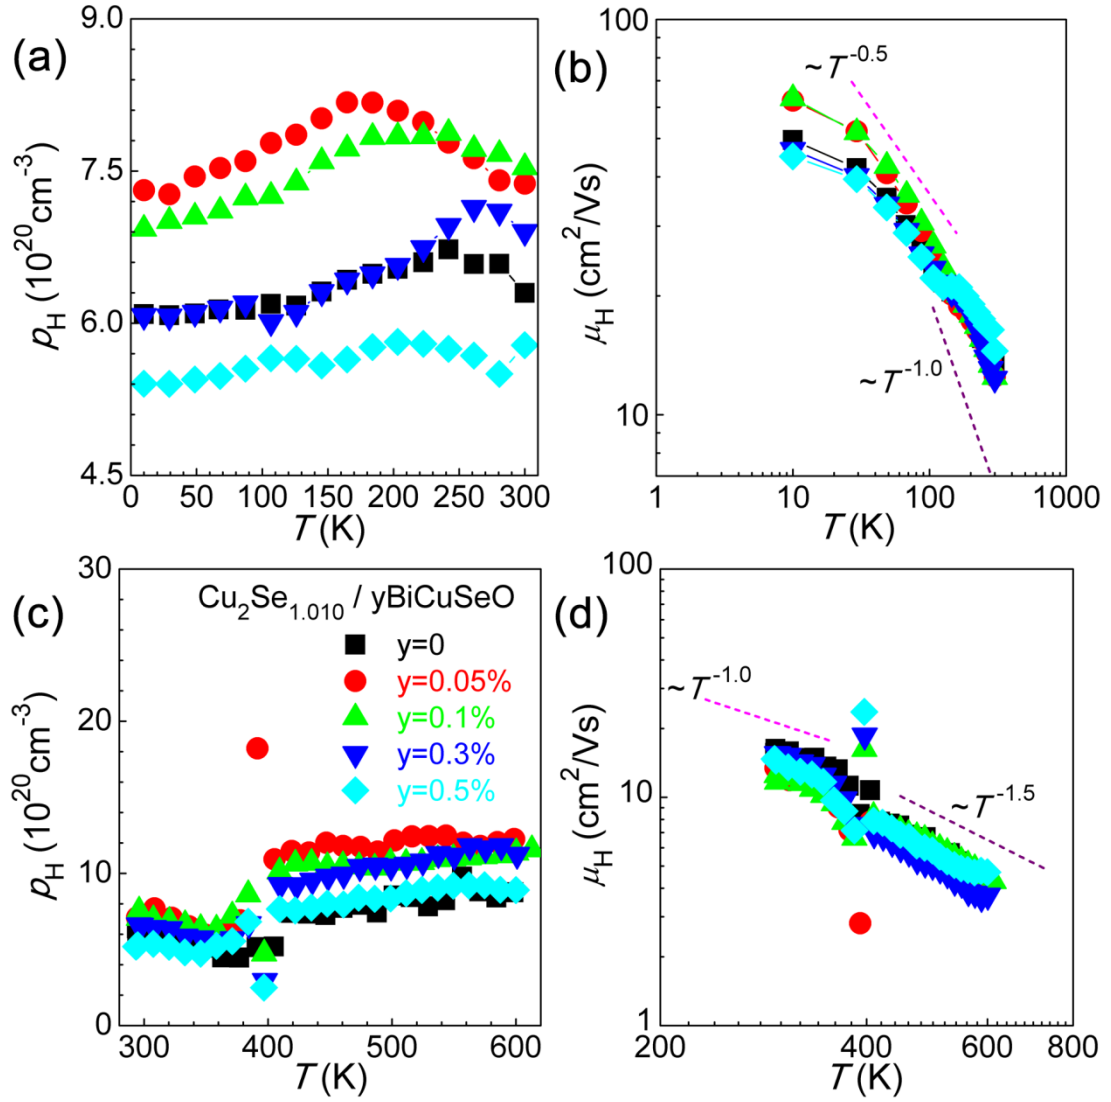 (a)
9.0
7.5
6.0
4.5
p_H (10^20 cm^-3)
0 50 100 150 200 250 300
T (K)
(b)
100
10
μ_H (cm^2/Vs)
~T^-0.5
~T^-1.0
1 10 100 1000
T (K)
(c)
30
20
10
0
p_H (10^20 cm^-3)
Cu_2Se_1.010 / yBiCuSeO
y=0
y=0.05%
y=0.1%
y=0.3%
y=0.5%
300 400 500 600
T (K)
(d)
100
10
1
μ_H (cm^2/Vs)
~T^-1.0
~T^-1.5
200 400 600 800
T (K)